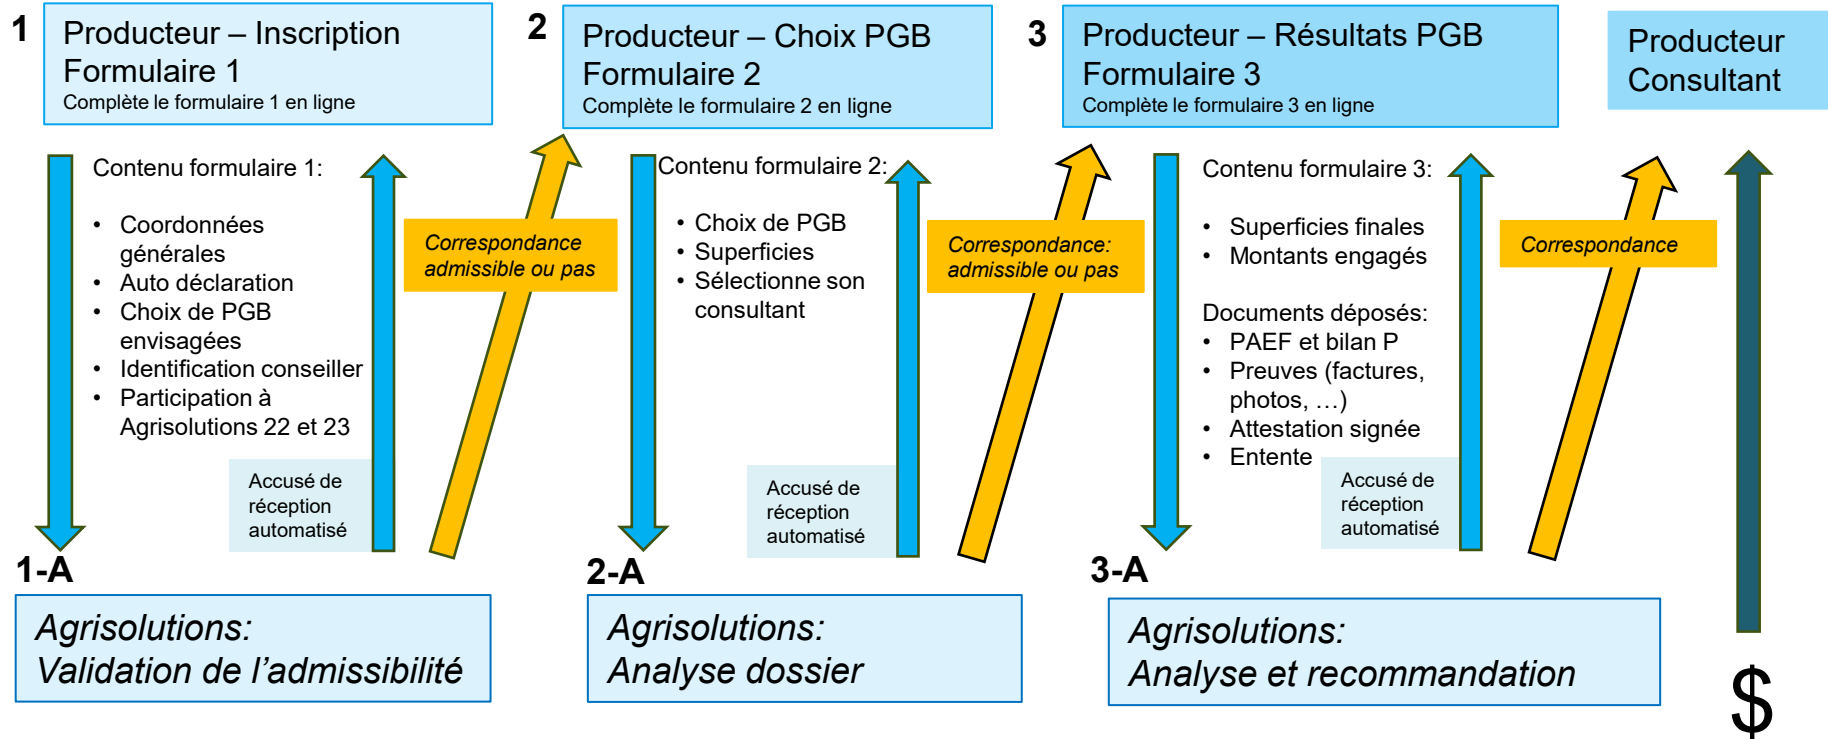 1
Producteur – Inscription
Formulaire 1
Complète le formulaire 1 en ligne
Contenu formulaire 1:
• Coordonnées
générales
• Auto déclaration
• Choix de PGB
envisagées
• Identification conseiller
• Participation à
Agrisolutions 22 et 23
Accusé de
réception
automatisé
Correspondance
admissible ou pas
1-A
Agrisolutions:
Validation de l’admissibilité
2
Producteur – Choix PGB
Formulaire 2
Complète le formulaire 2 en ligne
Contenu formulaire 2:
• Choix de PGB
• Superficies
• Sélectionne son
consultant
Accusé de
réception
automatisé
Correspondance:
admissible ou pas
2-A
Agrisolutions:
Analyse dossier
3
Producteur – Résultats PGB
Formulaire 3
Complète le formulaire 3 en ligne
Contenu formulaire 3:
• Superficies finales
• Montants engagés
Documents déposés:
• PAEF et bilan P
• Preuves (factures,
photos, …)
• Attestation signée
• Entente
Accusé de
réception
automatisé
Correspondance
3-A
Agrisolutions:
Analyse et recommandation
Producteur
Consultant
$